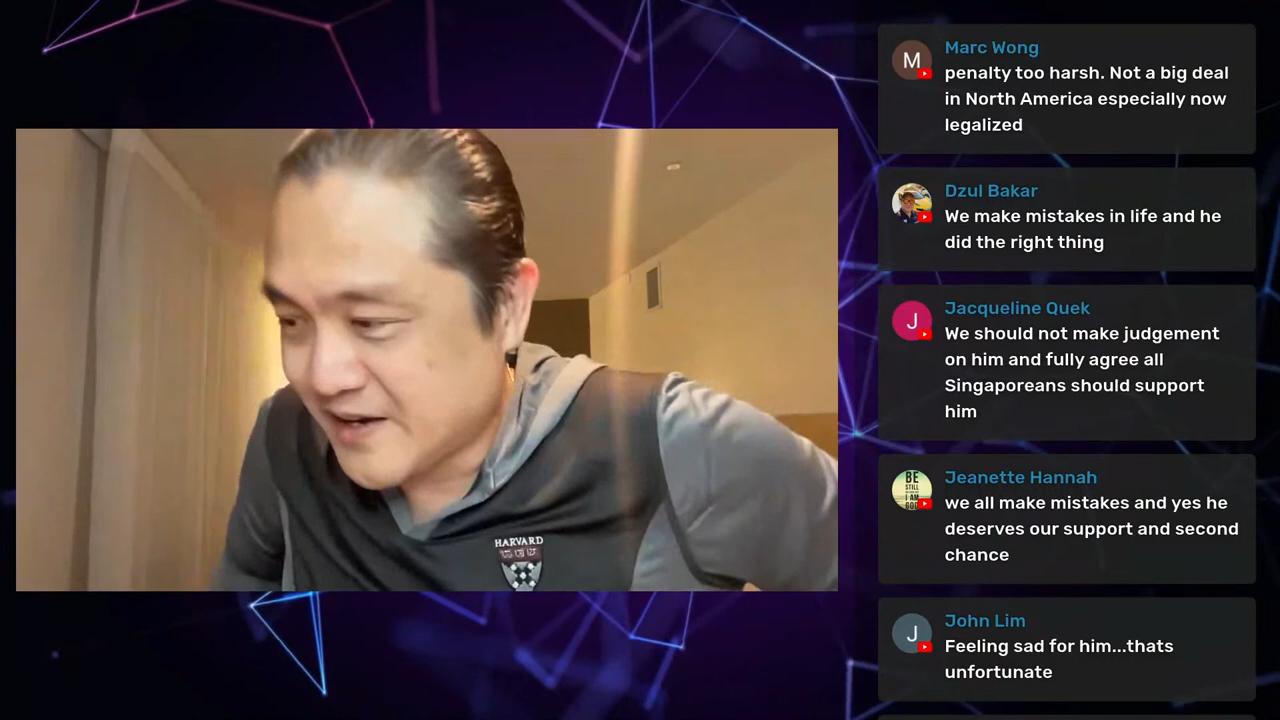 M
Marc Wong
penalty too harsh. Not a big deal
in North America especially now
legalized
Dzul Bakar
We make mistakes in life and he
did the right thing
J
Jacqueline Quek
We should not make judgement
on him and fully agree all
Singaporeans should support
him
BE
STILL
Jeanette Hannah
we all make mistakes and yes he
deserves our support and second
chance
J
John Lim
Feeling sad for him...thats
unfortunate
HARVARD